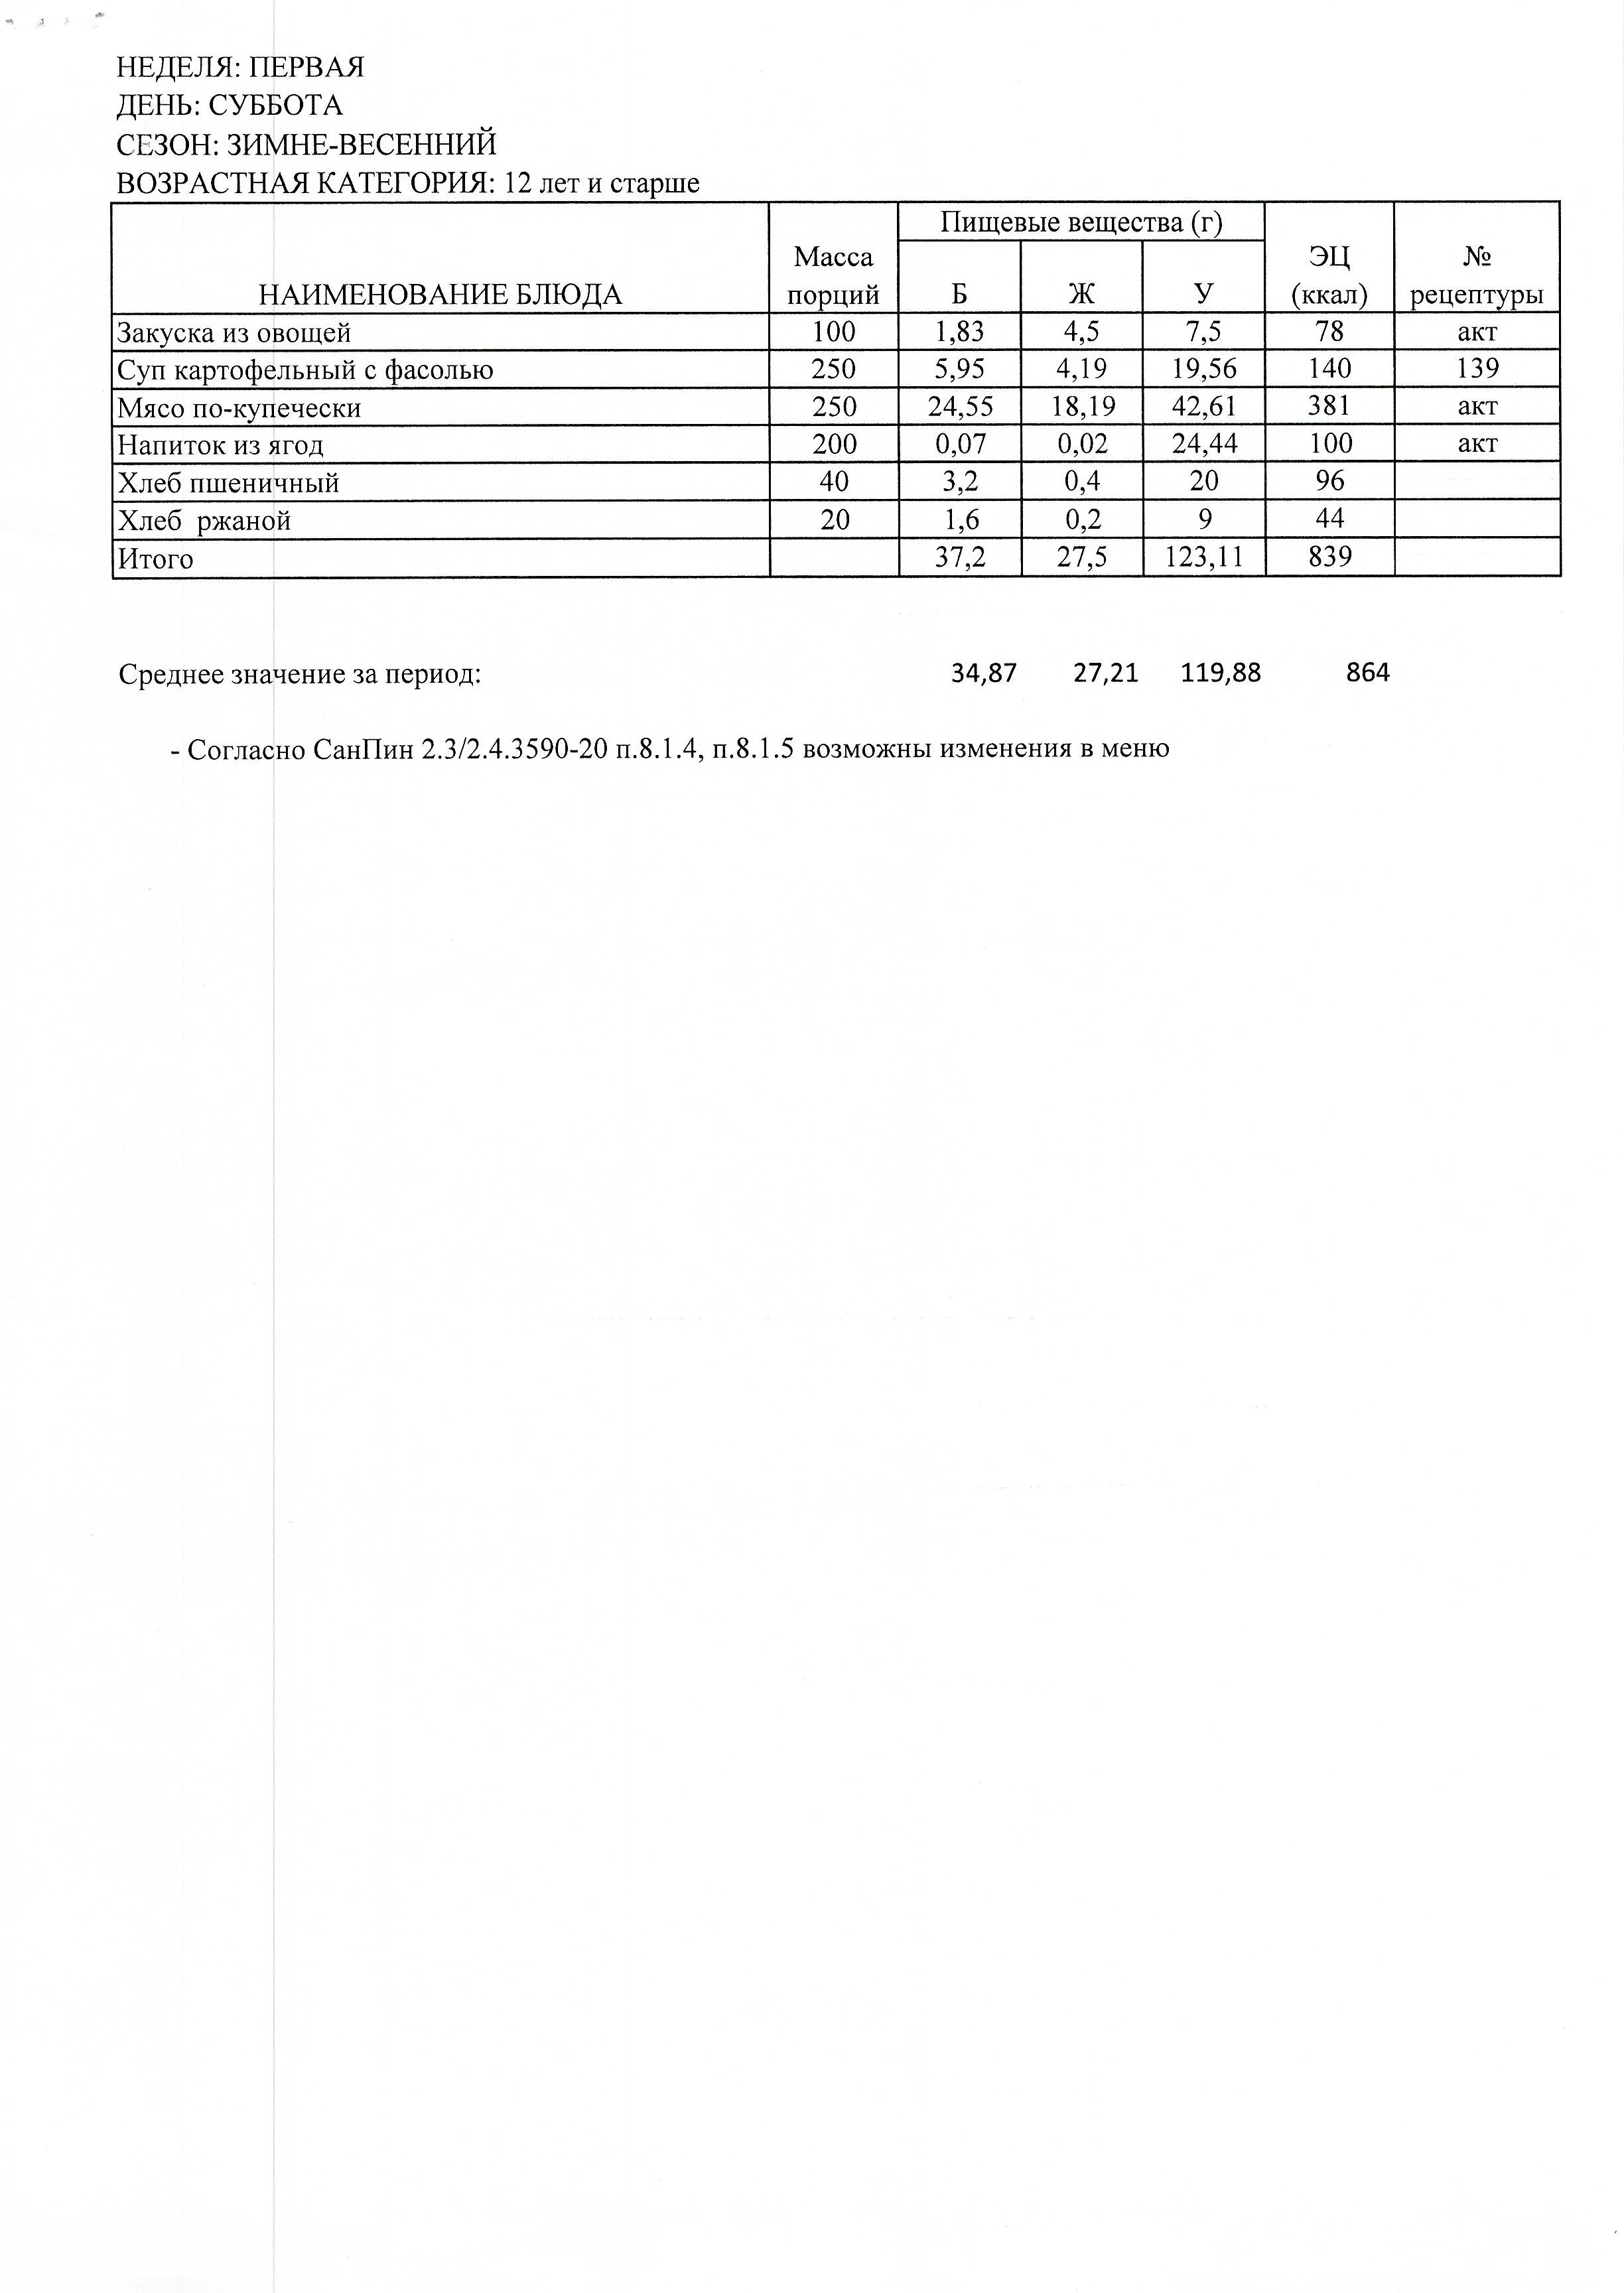 НЕДЕЛЯ: ПЕРВАЯ
ДЕНЬ: СУББОТА
СЕЗОН: ЗИМНЕ-ВЕСЕННИЙ
ВОЗРАСТНАЯ КАТЕГОРИЯ: 12 лет и старше
НАИМЕНОВАНИЕ БЛЮДА Масса порций Пищевые вещества (г) Б Ж У ЭЦ (ккал) № рецептуры
Закуска из овощей 100 1,83 4,5 7,5 78 акт
Суп картофельный с фасолью 250 5,95 4,19 19,56 140 139
Мясо по-купечески 250 24,55 18,19 42,61 381 акт
Напиток из ягод 200 0,07 0,02 24,44 100 акт
Хлеб пшеничный 40 3,2 0,4 20 96
Хлеб  ржаной 20 1,6 0,2 9 44
Итого 37,2 27,5 123,11 839
Среднее значение за период: 34,87 27,21 119,88 864
- Согласно СанПин 2.3/2.4.3590-20 п.8.1.4, п.8.1.5 возможны изменения в меню